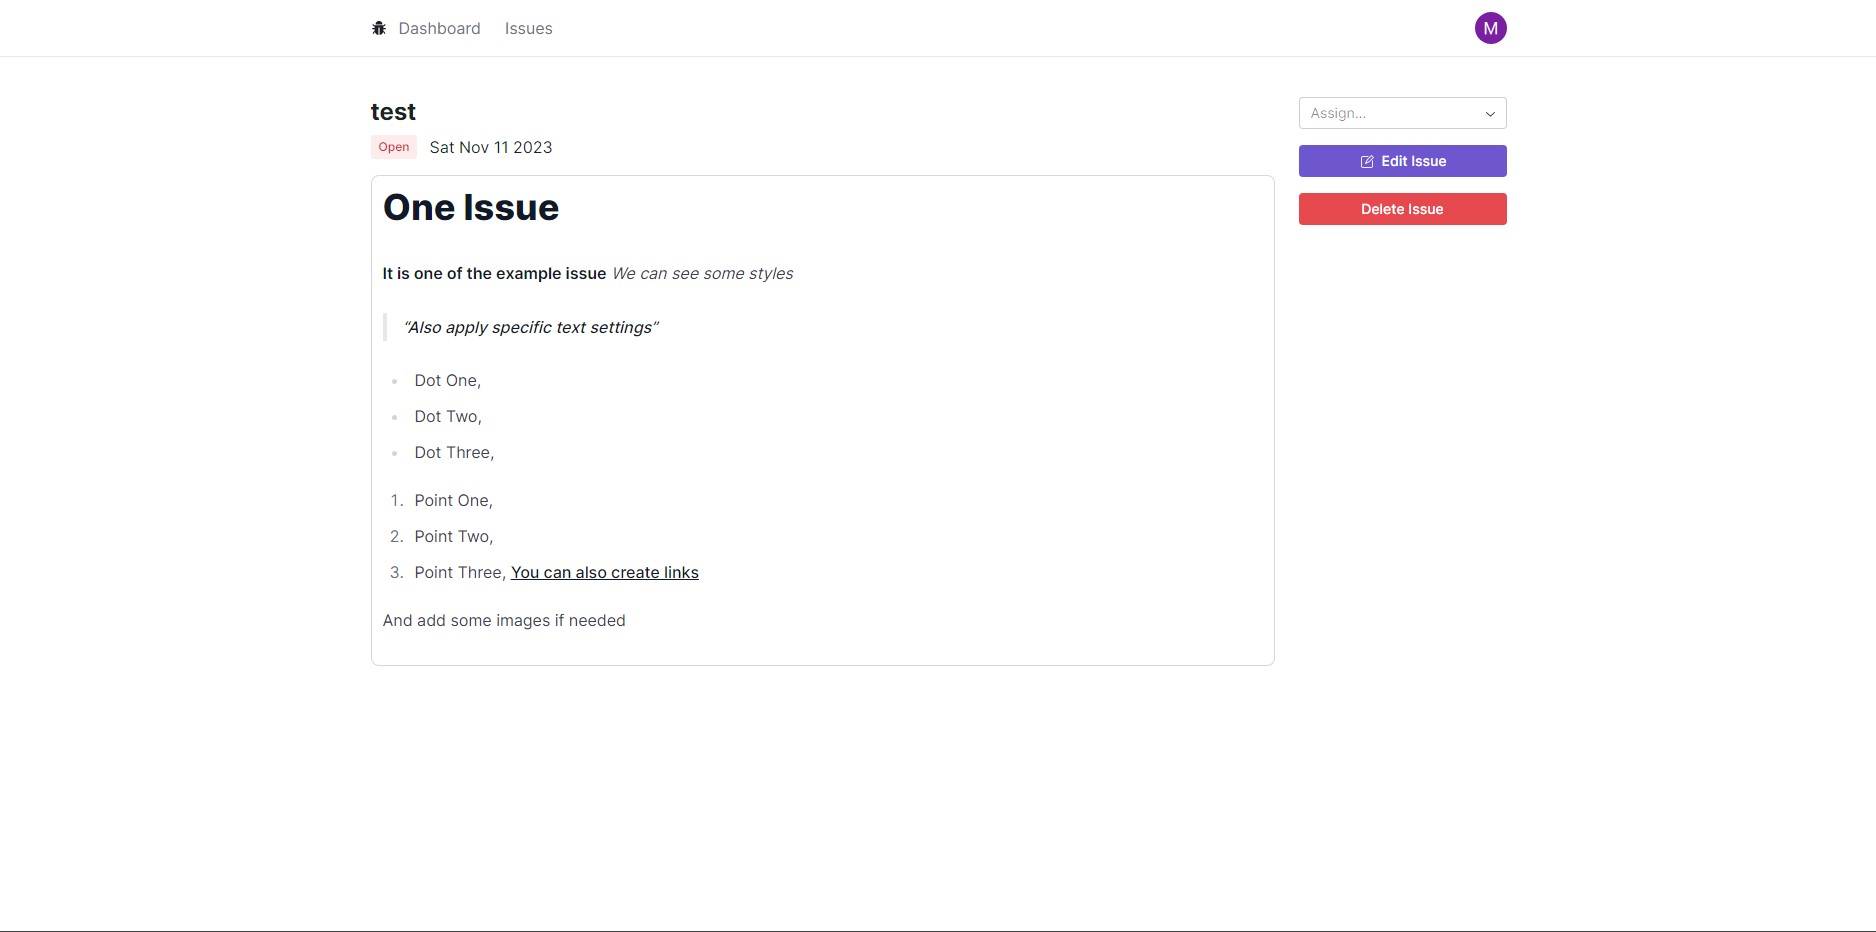 Dashboard Issues M
test
Open Sat Nov 11 2023
Assign...
Edit Issue
Delete Issue
One Issue
It is one of the example issue We can see some styles
“Also apply specific text settings”
Dot One,
Dot Two,
Dot Three,
1. Point One,
2. Point Two,
3. Point Three, You can also create links
And add some images if needed